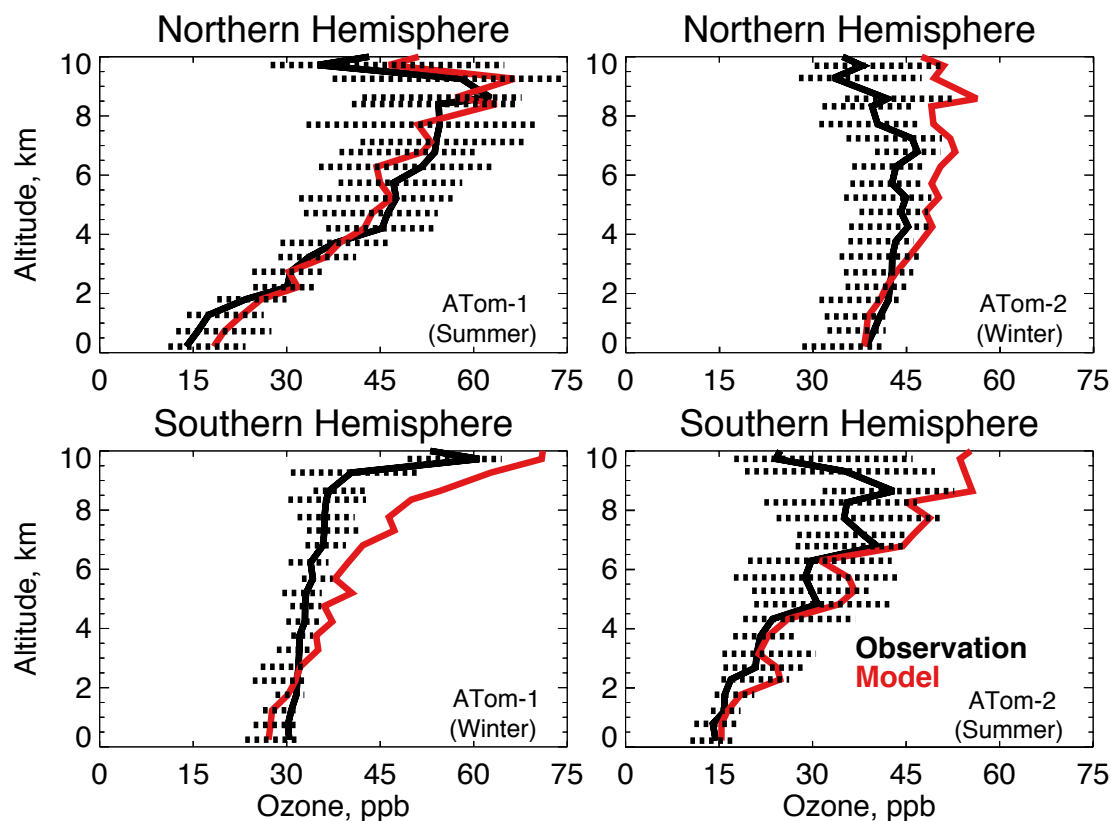 Northern Hemisphere
Northern Hemisphere
Altitude, km
10
8
6
4
2
0
ATom-1
(Summer)
0 15 30 45 60 75
10
8
6
4
2
0
ATom-2
(Winter)
0 15 30 45 60 75
Southern Hemisphere
Southern Hemisphere
Altitude, km
10
8
6
4
2
0
ATom-1
(Winter)
0 15 30 45 60 75
Ozone, ppb
10
8
6
4
2
0
Observation
Model
ATom-2
(Summer)
0 15 30 45 60 75
Ozone, ppb